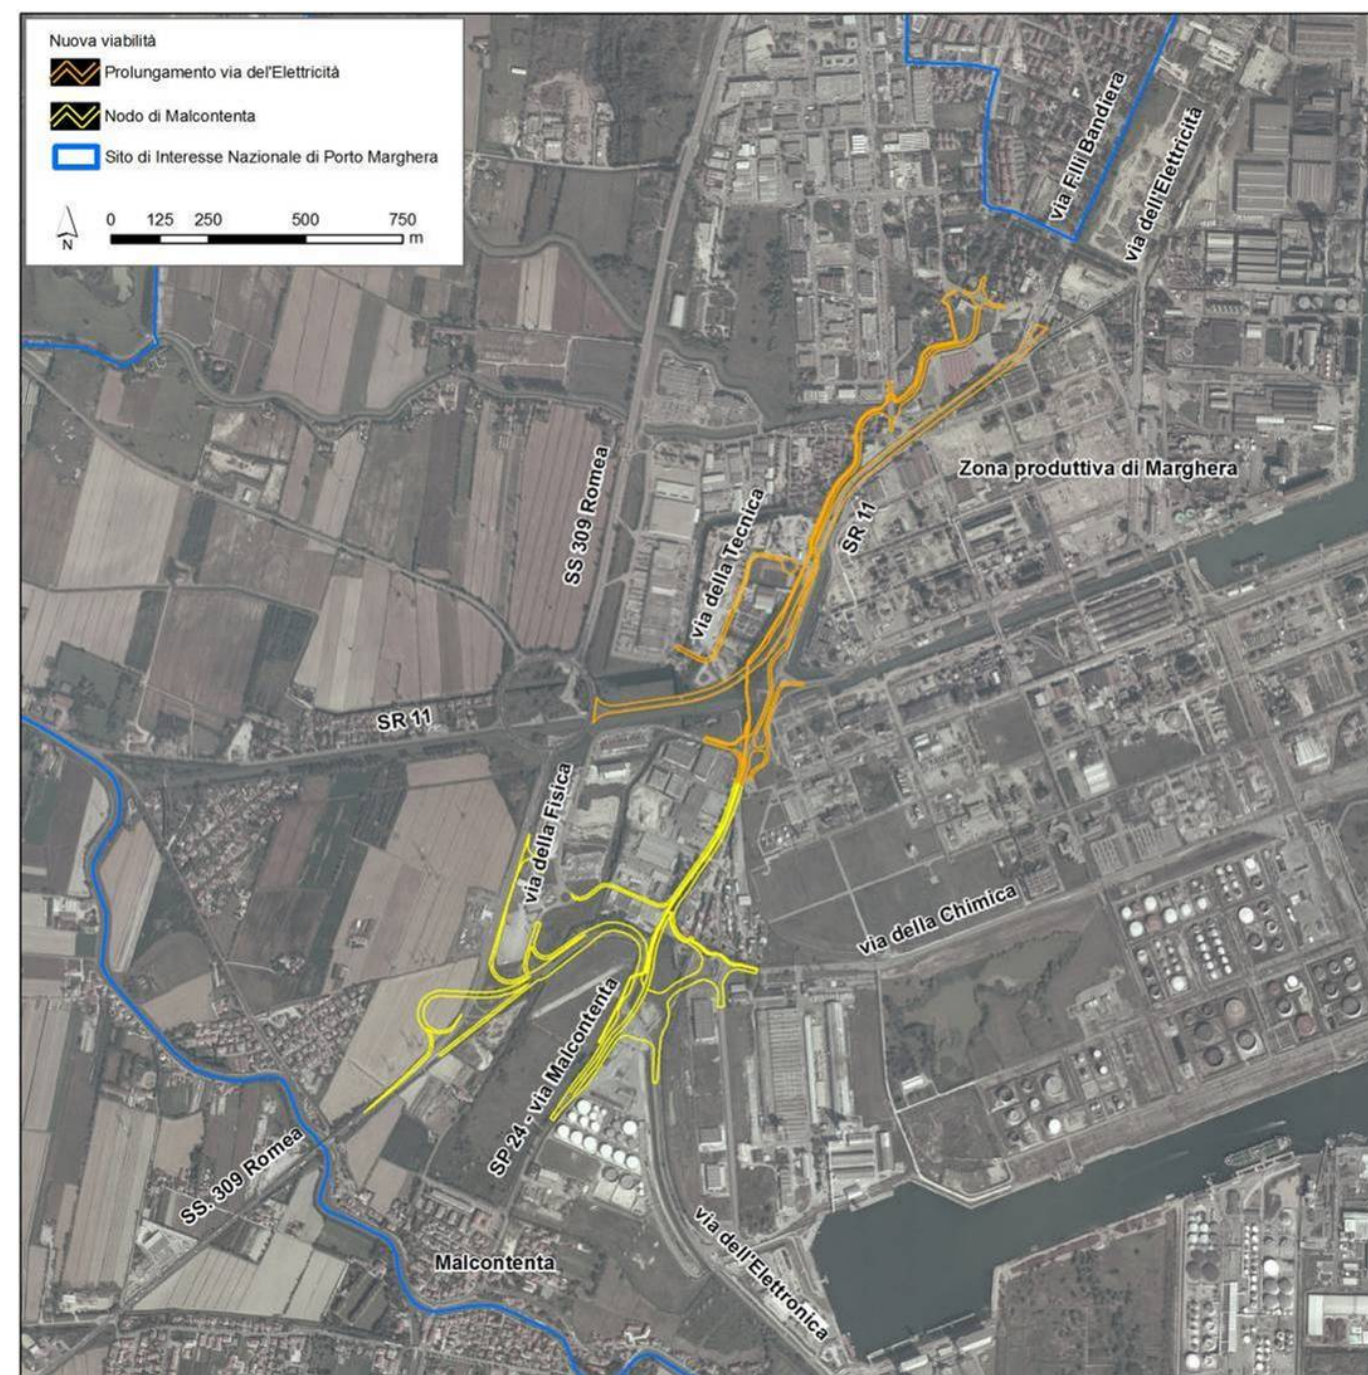 Nuova viabilità
Prolungamento via del'Elettricità
Nodo di Malcontenta
Sito di Interesse Nazionale di Porto Marghera
0 125 250 500 750
m
N
via F.lli Bandiera
via dell'Elettricità
Zona produttiva di Marghera
SS 309 Romea
via della Tecnica
SR 11
SR 11
via della Fisica
via della Chimica
SP 24 - via Malcontenta
SS. 309 Romea
Malcontenta
via dell'Elettronica